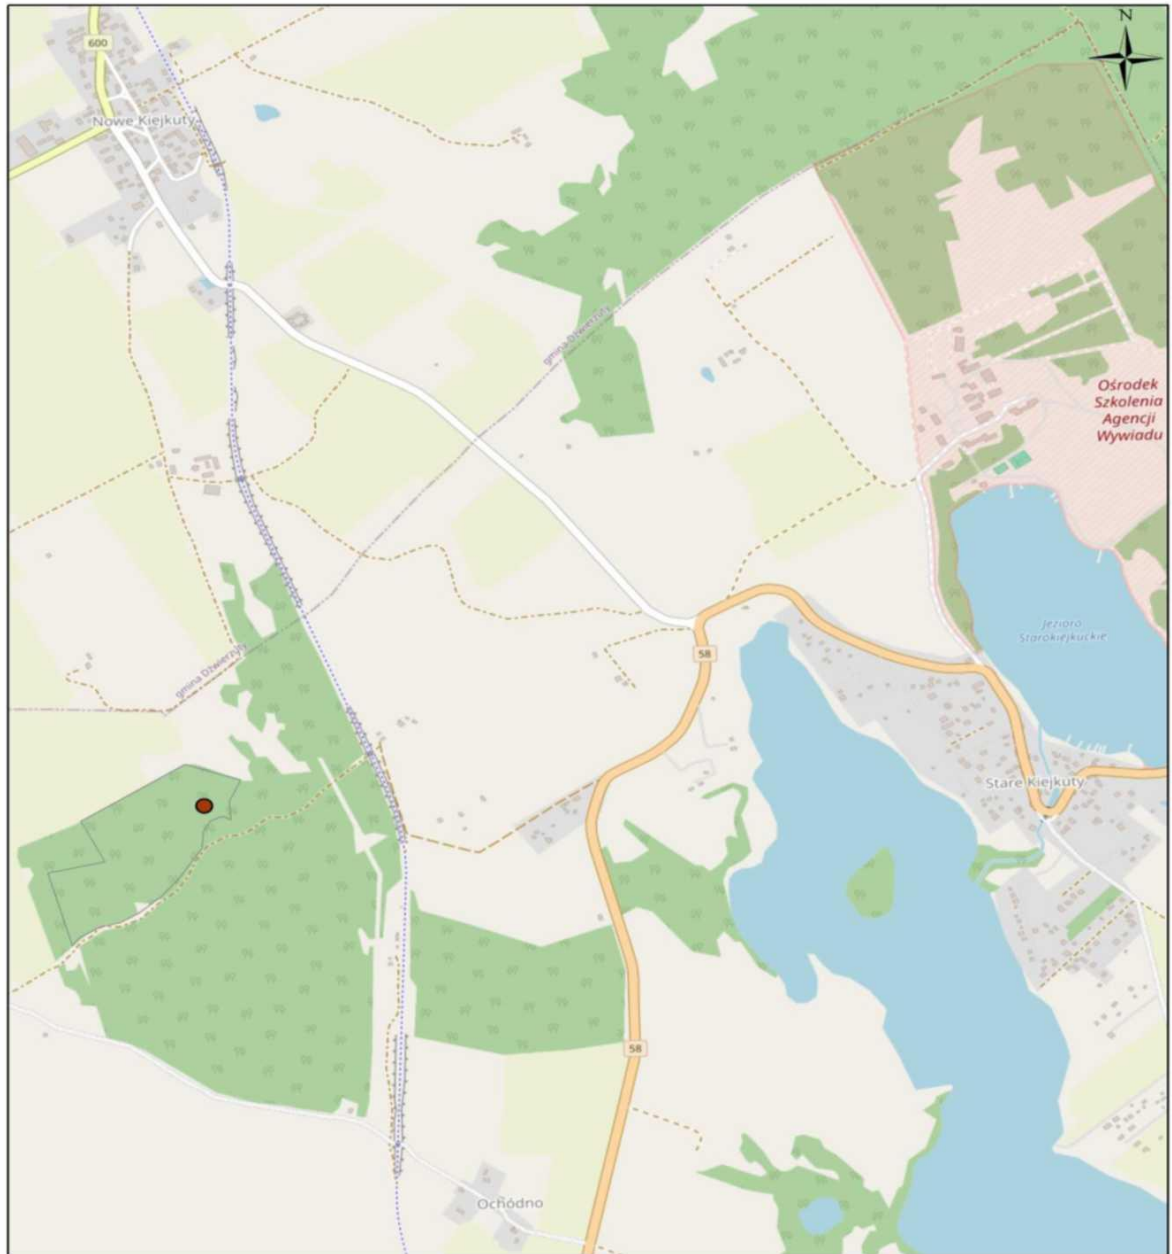 N
600
Nowe Kiejkuty
gmina Dźwierzuty
Ośrodek
Szkolenia
Agencji
Wywiadu
Jezioro
Starokiejkuckie
58
gmina Dźwierzuty
Stare Kiejkuty
58
Ochódno